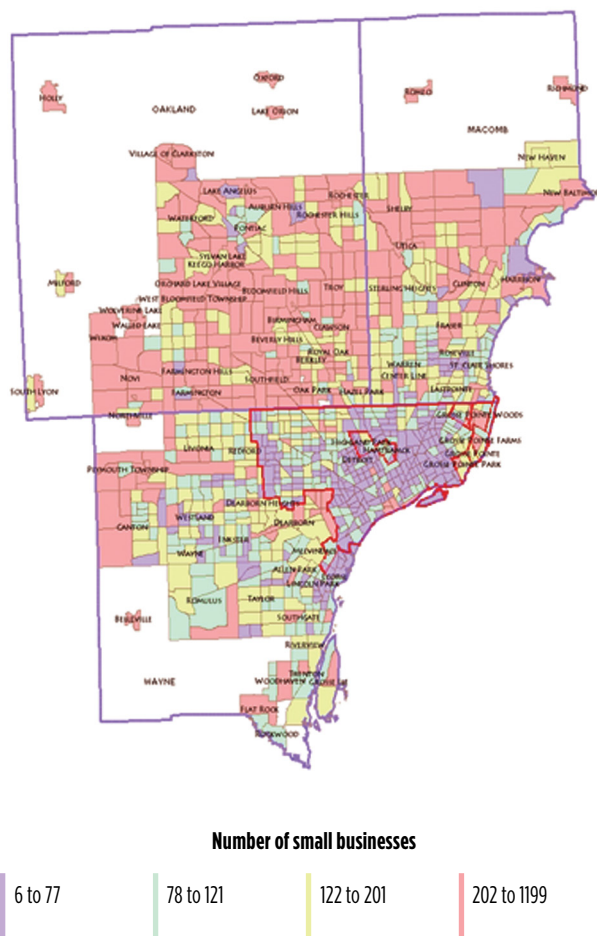 OXFORD
HOLLY
ROMEO
RICHMOND
OAKLAND
LAKE ORION
MACOMB
VILLAGE OF CLARKSTON
NEW HAVEN
LAKE ANGELUS
ROCHESTER
NEW BALTIMORE
AUBURN HILLS
SHELBY
WATERFORD
ROCHESTER HILLS
PONTIAC
UTICA
SYLVAN LAKE
KEEGO HARBOR
MILFORD
ORCHARD LAKE VILLAGE
BLOOMFIELD HILLS
TROY
STERLING HEIGHTS
CLINTON
HARRISON
WEST BLOOMFIELD TOWNSHIP
WOLVERINE LAKE
WALLED LAKE
BIRMINGHAM
CLAWSON
FRASER
WIXOM
BEVERLY HILLS
ROYAL OAK
BERKLEY
ROSEVILLE
WARREN
ST. CLAIR SHORES
CENTER LINE
NOVI
FARMINGTON HILLS
SOUTHFIELD
SOUTH LYON
FARMINGTON
OAK PARK
HAZEL PARK
EASTPOINTE
NORTHVILLE
GROSSE POINTE WOODS
LIVONIA
REDFORD
HIGHLAND PARK
HAMTRAMCK
DETROIT
GROSSE POINTE FARMS
GROSSE POINTE
GROSSE POINTE PARK
PLYMOUTH TOWNSHIP
DEARBORN HEIGHTS
WESTLAND
DEARBORN
CANTON
INKSTER
WAYNE
MELVINDALE
ALLEN PARK
ECORSE
LINCOLN PARK
ROMULUS
TAYLOR
BELLEVILLE
SOUTHGATE
RIVERVIEW
WAYNE
TRENTON
WOODHAVEN
GROSSE ILE
FLAT ROCK
ROCKWOOD
Number of small businesses
6 to 77
78 to 121
122 to 201
202 to 1199